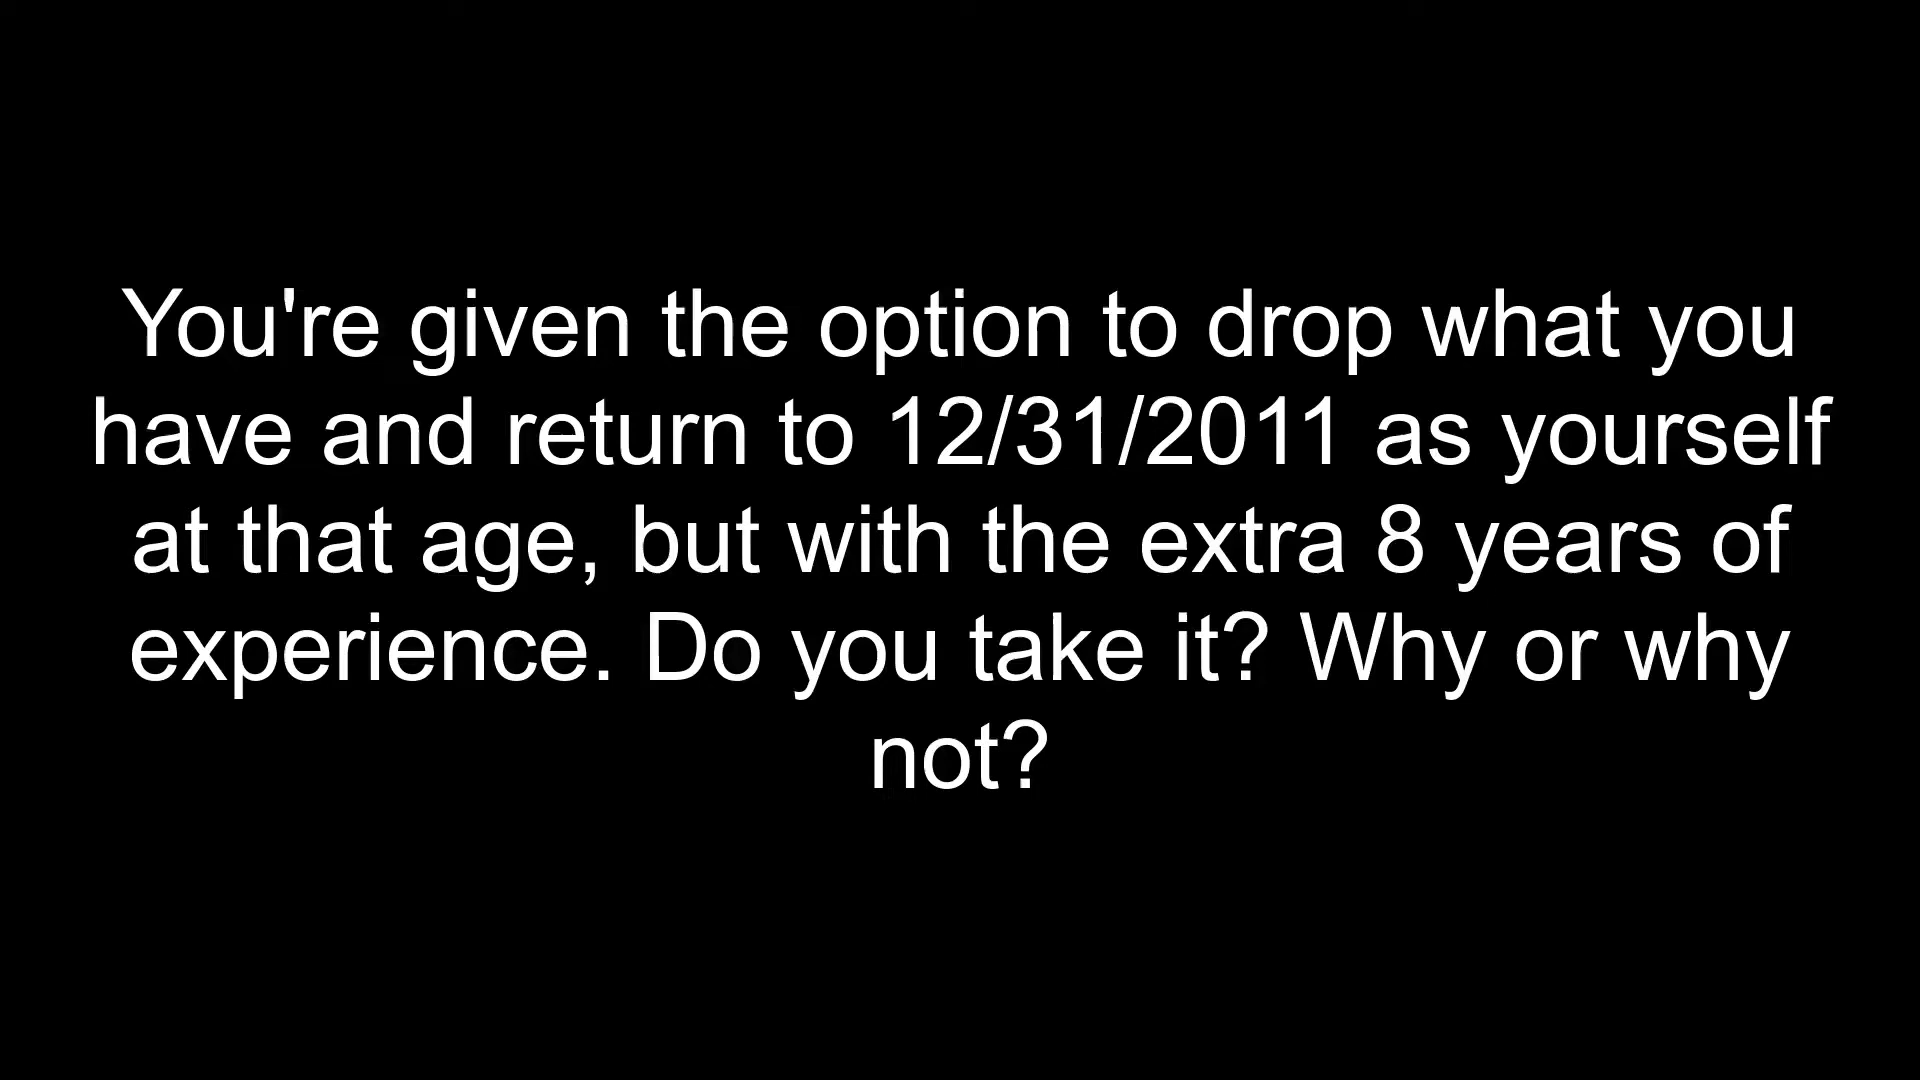 You're given the option to drop what you
have and return to 12/31/2011 as yourself
at that age, but with the extra 8 years of
experience. Do you take it? Why or why
not?